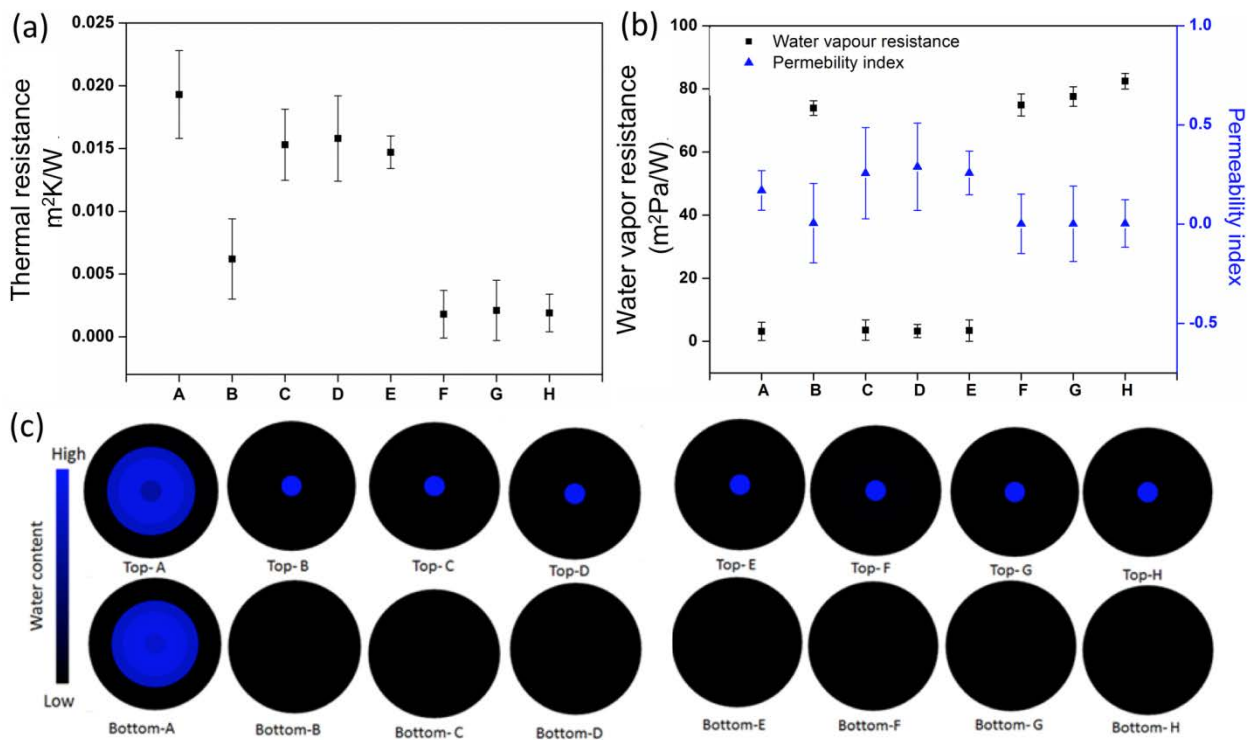 (a)
Thermal resistance
m²K/W
0.025
0.020
0.015
0.010
0.005
0.000
A B C D E F G H
(b)
Water vapor resistance
(m²Pa/W)
100
80
60
40
20
0
Water vapour resistance
Permebility index
1.0
0.5
0.0
-0.5
Permeability index
A B C D E F G H
(c)
High
Water content
Low
Top- A Top- B Top- C Top-D Top- E Top- F Top- G Top-H
Bottom-A Bottom-B Bottom- C Bottom-D Bottom-E Bottom-F Bottom- G Bottom- H